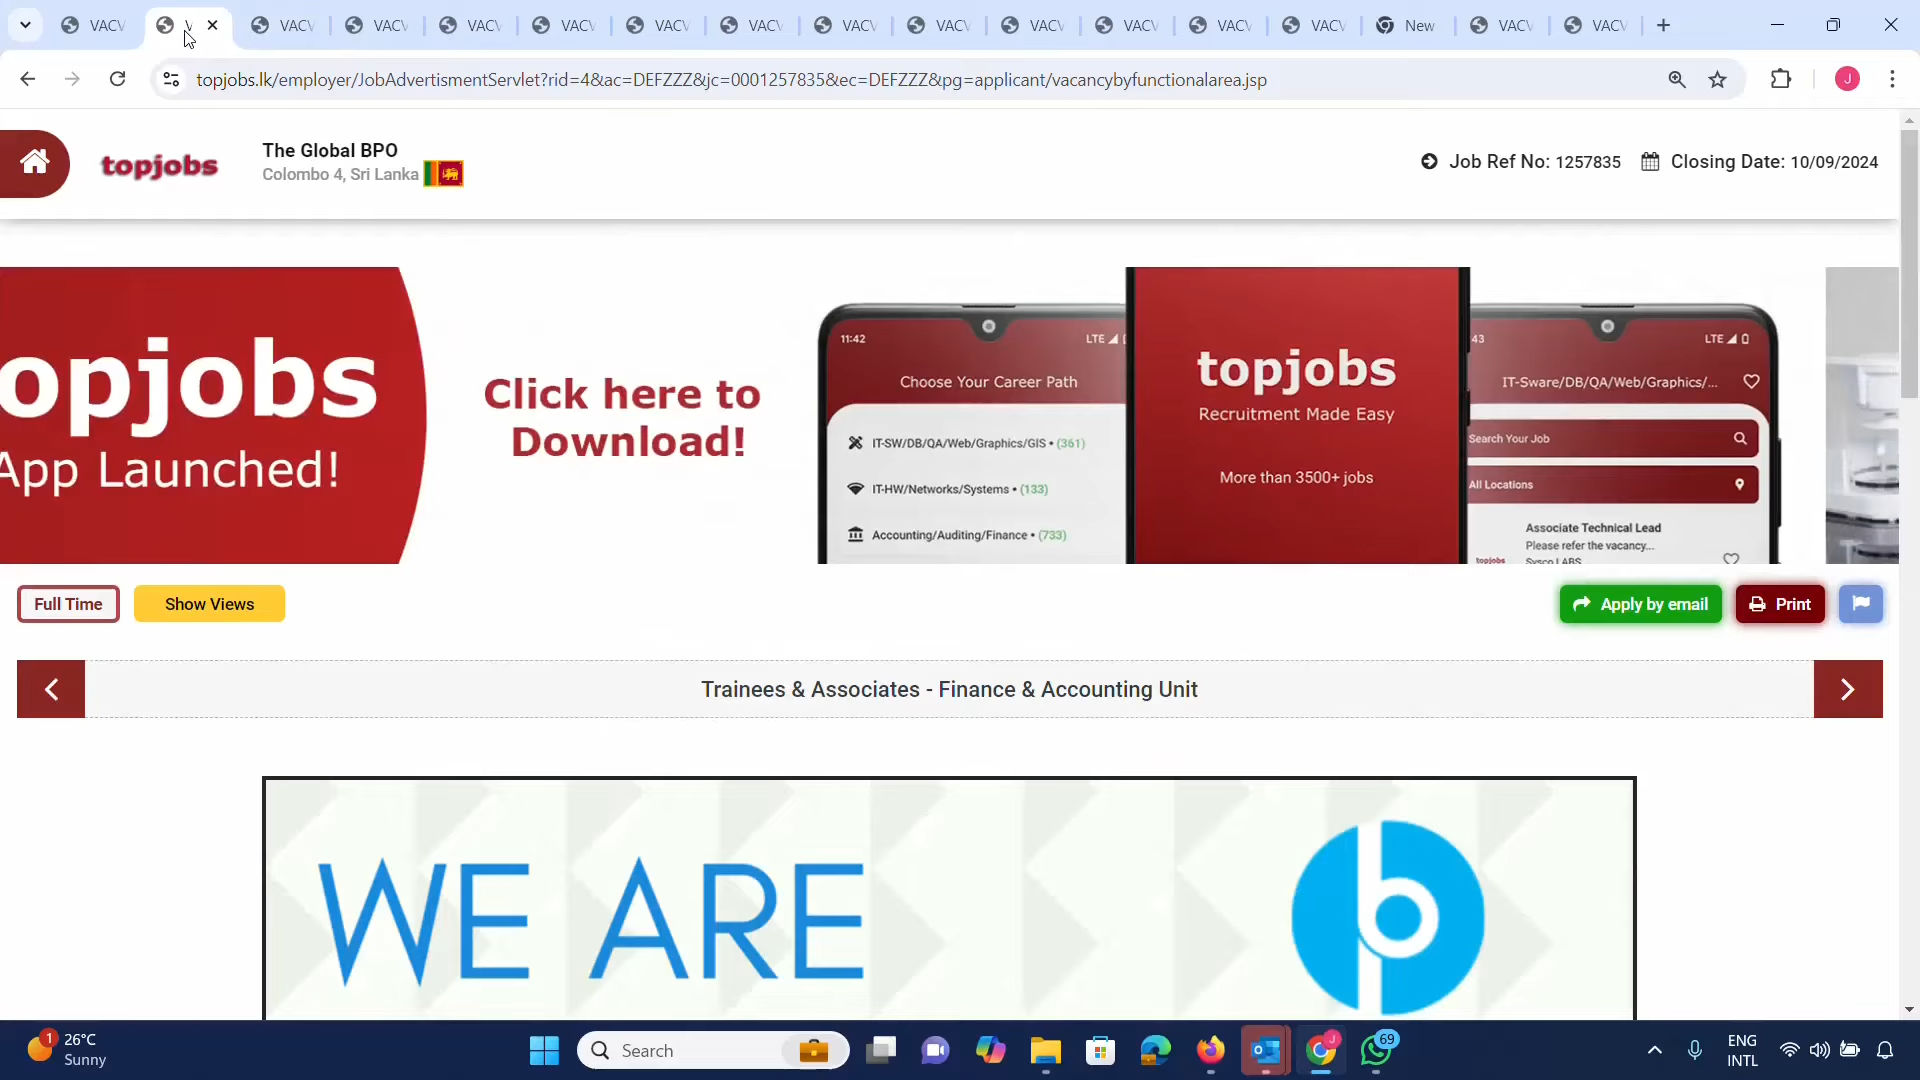 VACV
V
VACV
VACV
VACV
VACV
VACV
VACV
VACV
VACV
VACV
VACV
VACV
VACV
New
VACV
VACV
topjobs.lk/employer/JobAdvertismentServlet?rid=4&ac=DEFZZZ&jc=0001257835&ec=DEFZZZ&pg=applicant/vacancybyfunctionalarea.jsp
J
topjobs
The Global BPO
Colombo 4, Sri Lanka
Job Ref No: 1257835
Closing Date: 10/09/2024
opjobs
App Launched!
Click here to
Download!
11:42
LTE
Choose Your Career Path
IT-SW/DB/QA/Web/Graphics/GIS • (361)
IT-HW/Networks/Systems • (133)
Accounting/Auditing/Finance • (733)
topjobs
Recruitment Made Easy
More than 3500+ jobs
43
LTE
IT-Sware/DB/QA/Web/Graphics/...
Search Your Job
All Locations
Associate Technical Lead
Please refer the vacancy...
topjobs
Sysco LABS
Full Time
Show Views
Apply by email
Print
Trainees & Associates - Finance & Accounting Unit
WE ARE
b
1
26°C
Sunny
Search
J
69
ENG
INTL